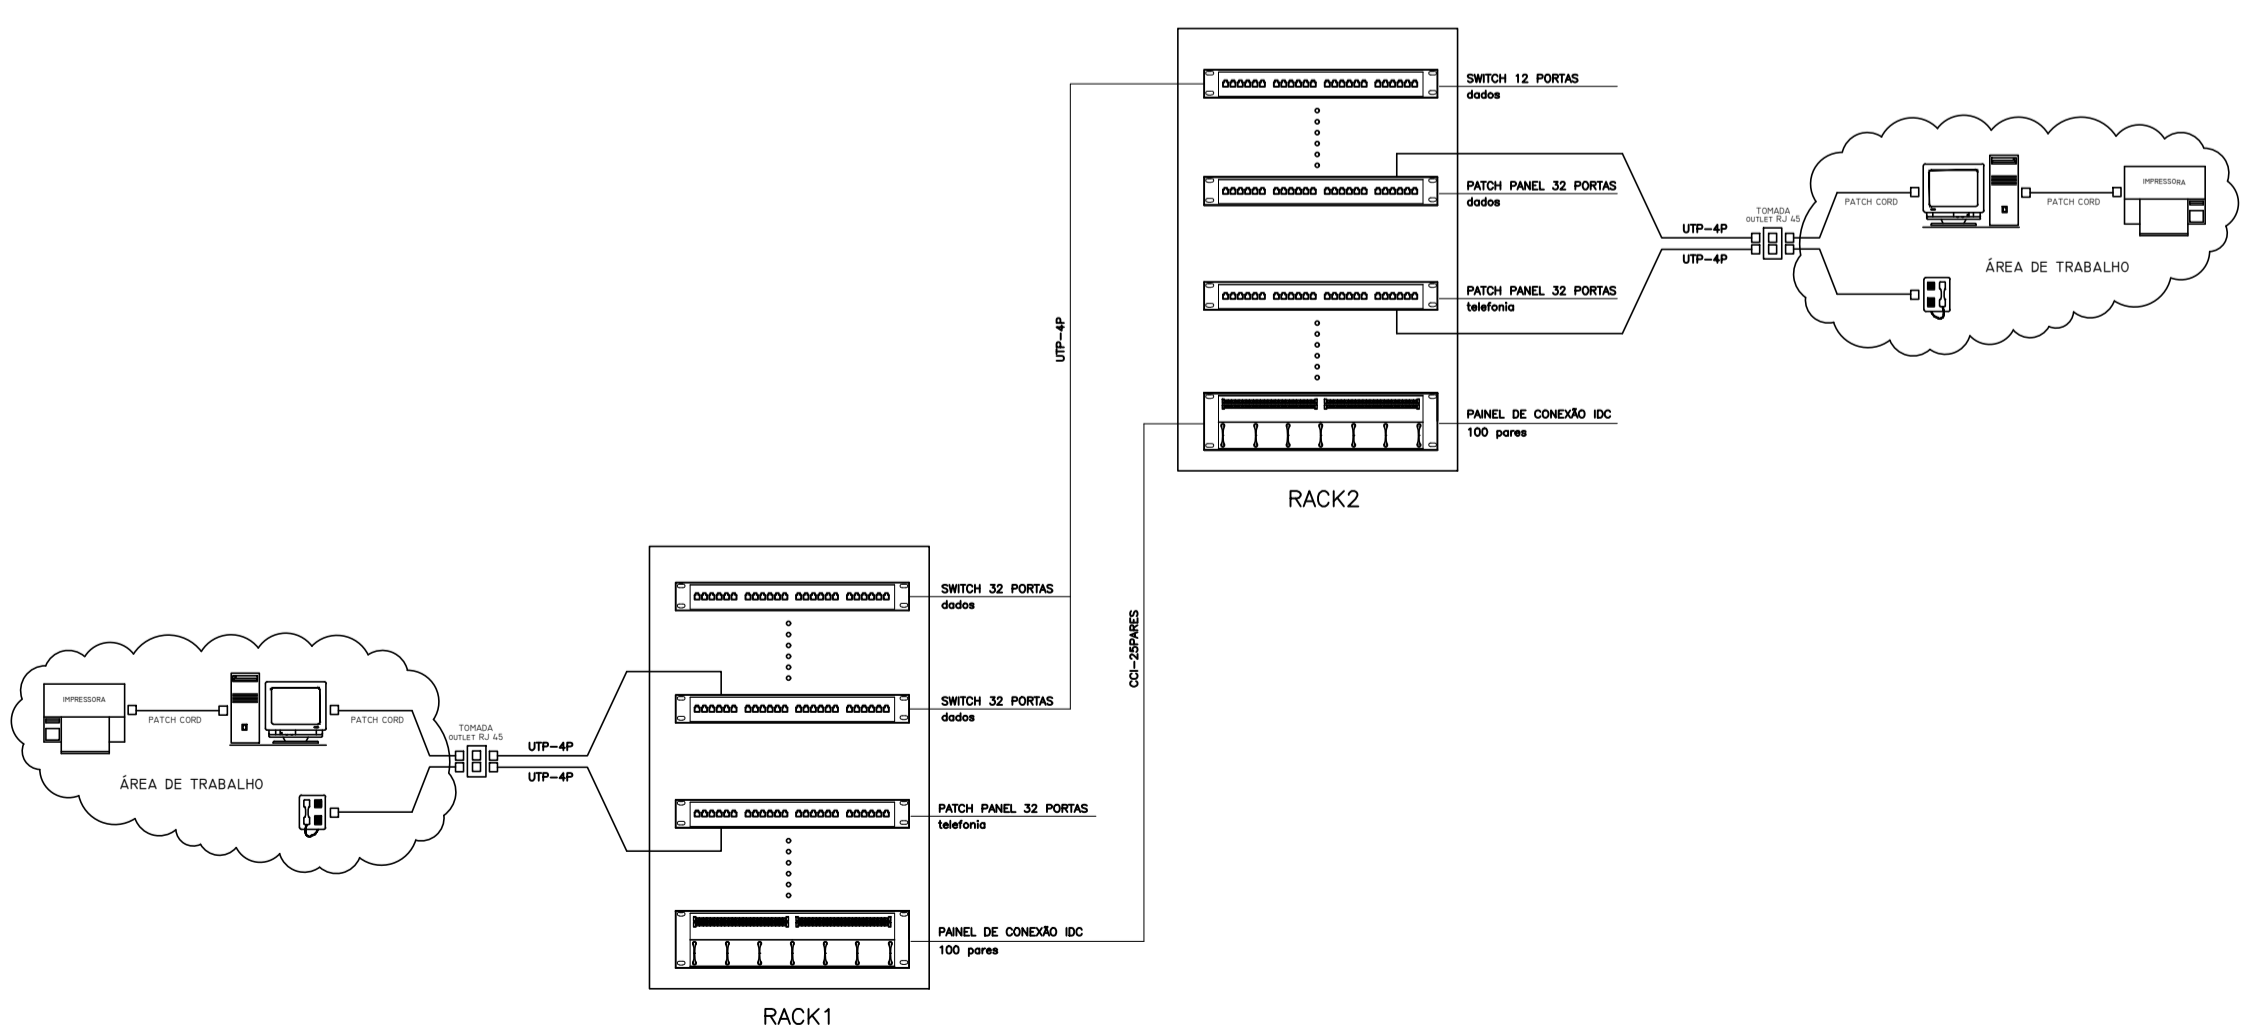 SWITCH 12 PORTAS
dados
PATCH PANEL 32 PORTAS
dados
PATCH PANEL 32 PORTAS
telefonia
PAINEL DE CONEXÃO IDC
100 pares
RACK2
UTP-4P
UTP-4P
TOMADA
OUTLET RJ 45
PATCH CORD
PATCH CORD
IMPRESSORA
ÁREA DE TRABALHO
UTP-4P
CCI-25PARES
SWITCH 32 PORTAS
dados
SWITCH 32 PORTAS
dados
PATCH PANEL 32 PORTAS
telefonia
PAINEL DE CONEXÃO IDC
100 pares
RACK1
IMPRESSORA
PATCH CORD
PATCH CORD
TOMADA
OUTLET RJ 45
UTP-4P
UTP-4P
ÁREA DE TRABALHO